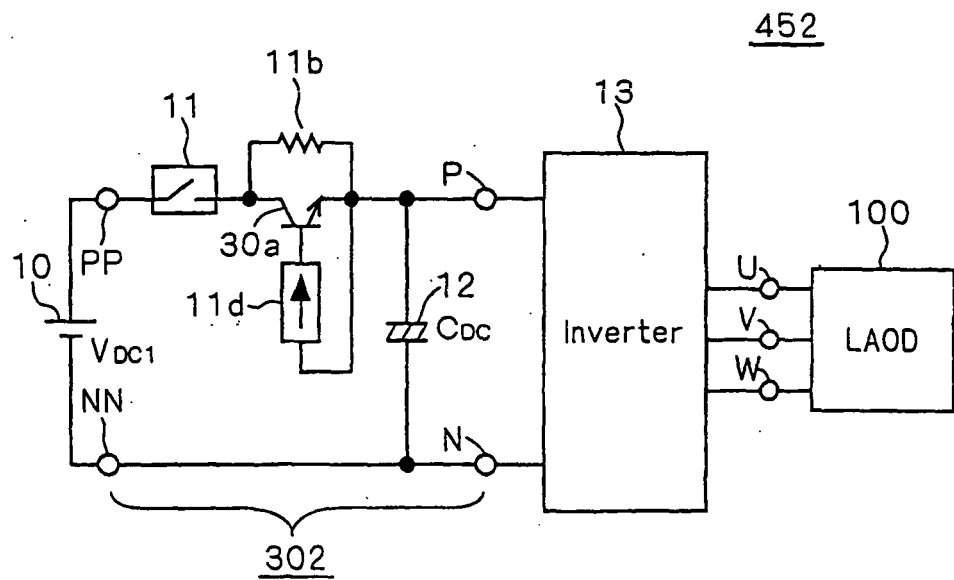 452
11b
11
13
P
100
30a
PP
10
U
11d
12
CDC
V
Inverter
LAOD
VDC1
W
NN
N
302